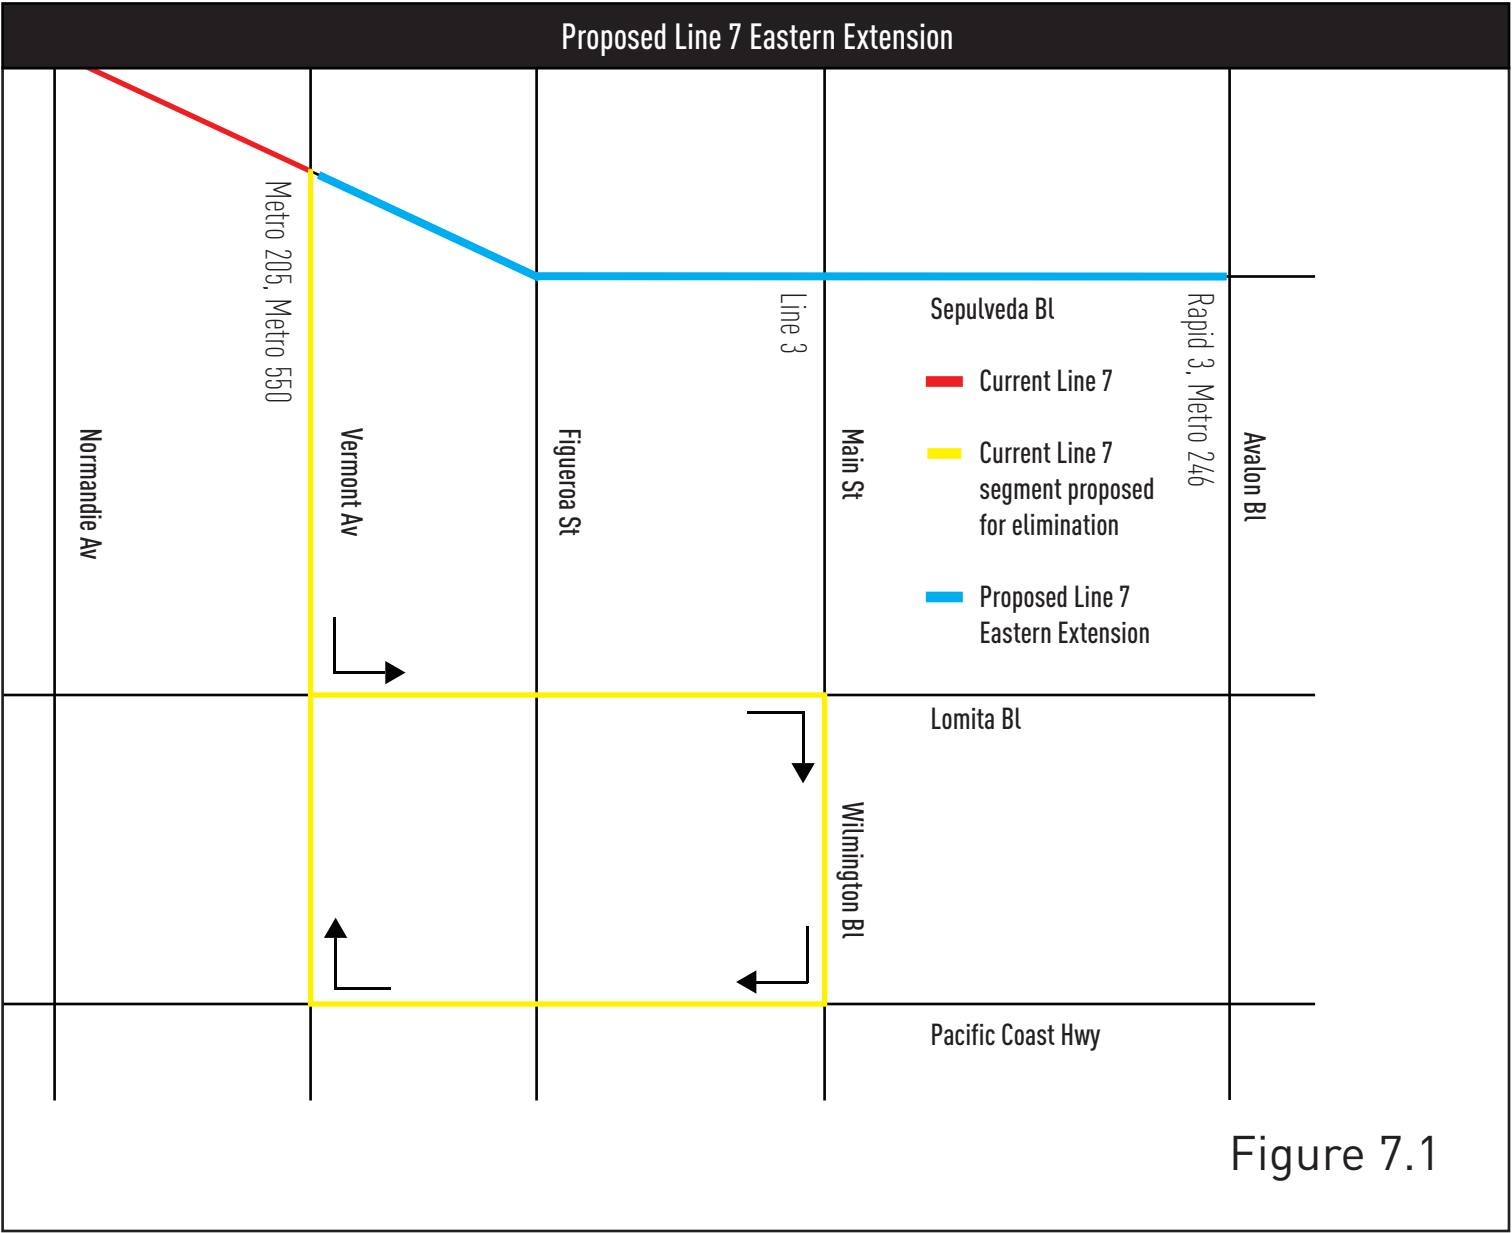 Proposed Line 7 Eastern Extension
Metro 205, Metro 550
Line 3
Sepulveda Bl
Rapid 3, Metro 246
Current Line 7
Current Line 7
segment proposed
for elimination
Proposed Line 7
Eastern Extension
Normandie Av
Vermont Av
Figueroa St
Main St
Avalon Bl
Lomita Bl
Wilmington Bl
Pacific Coast Hwy
Figure 7.1